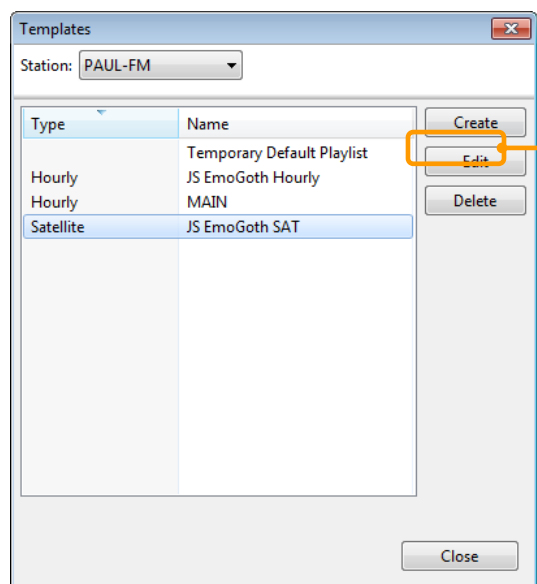 Templates
Station: PAUL-FM
Type Name Create
Temporary Default Playlist Edit
Hourly JS EmoGoth Hourly
Hourly MAIN Delete
Satellite JS EmoGoth SAT
Close